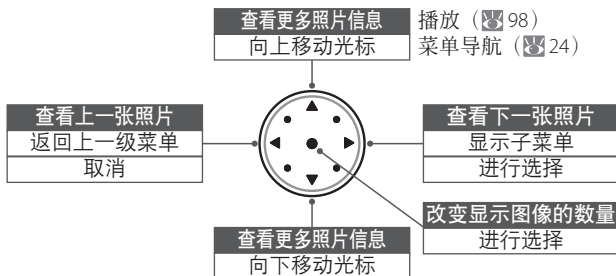 查看更多照片信息 播放（98）
向上移动光标 菜单导航（24）
查看上一张照片
返回上一级菜单
取消
查看下一张照片
显示子菜单
进行选择
改变显示图像的数量
进行选择
查看更多照片信息
向下移动光标